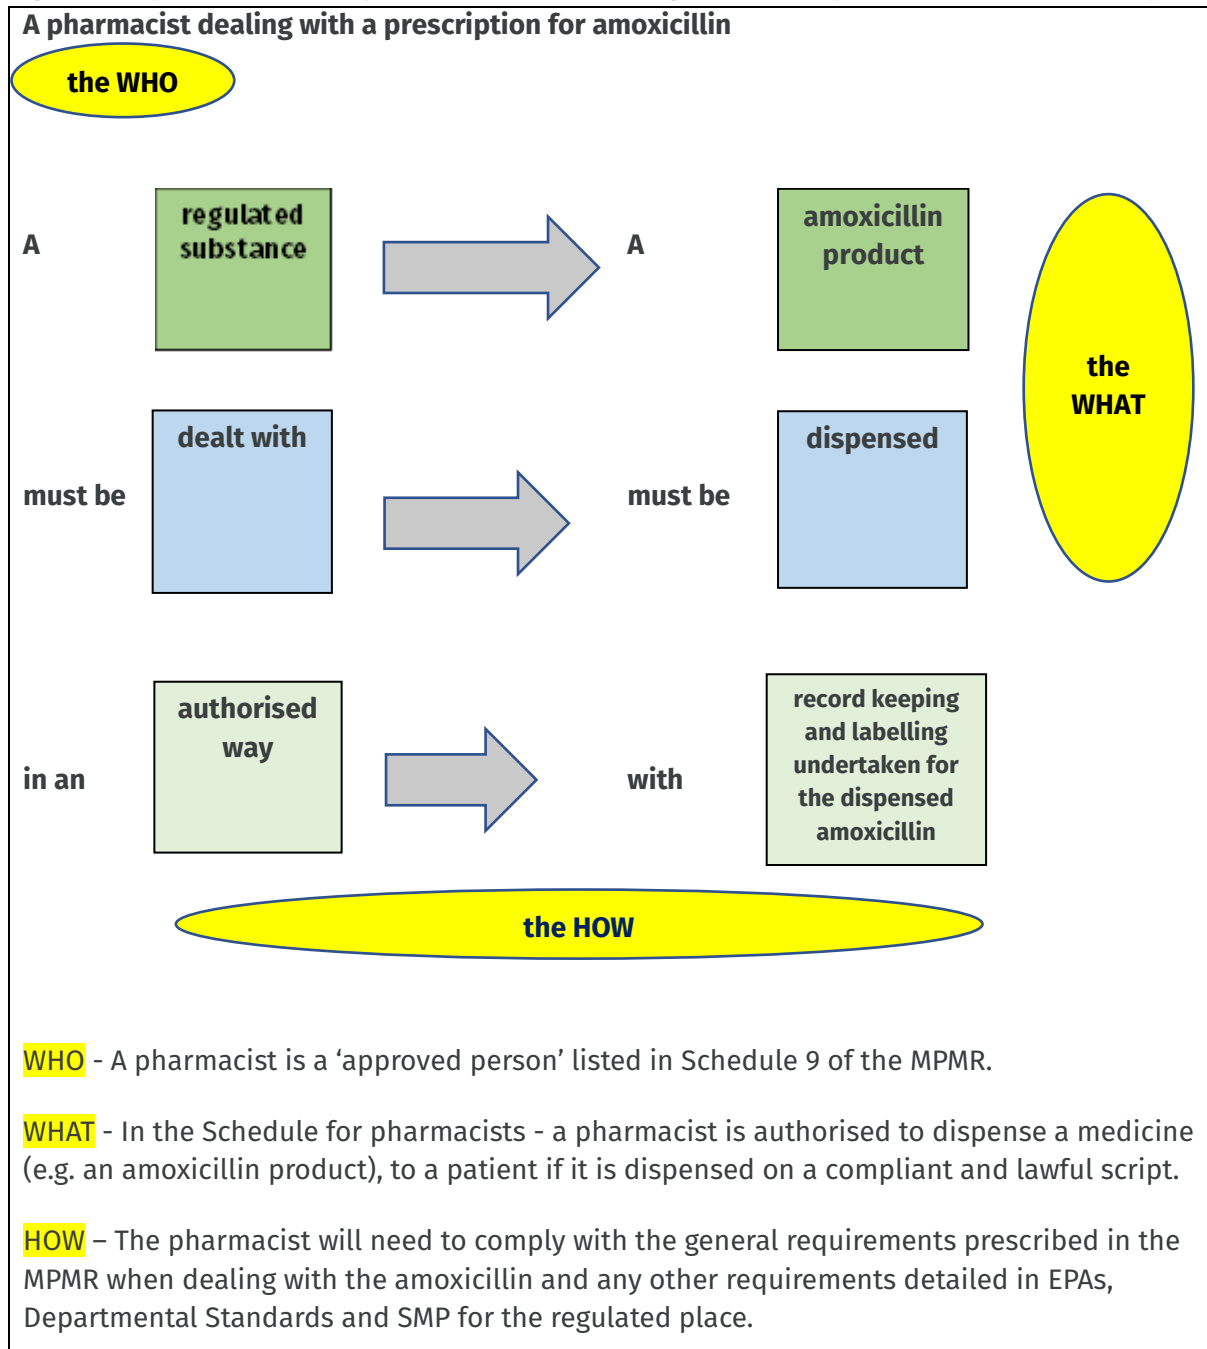 A pharmacist dealing with a prescription for amoxicillin
the WHO
A
regulated
substance
A
amoxicillin
product
the
WHAT
must be
dealt with
must be
dispensed
in an
authorised
way
with
record keeping
and labelling
undertaken for
the dispensed
amoxicillin
the HOW
WHO - A pharmacist is a ‘approved person’ listed in Schedule 9 of the MPMR.
WHAT - In the Schedule for pharmacists - a pharmacist is authorised to dispense a medicine
(e.g. an amoxicillin product), to a patient if it is dispensed on a compliant and lawful script.
HOW – The pharmacist will need to comply with the general requirements prescribed in the
MPMR when dealing with the amoxicillin and any other requirements detailed in EPAs,
Departmental Standards and SMP for the regulated place.